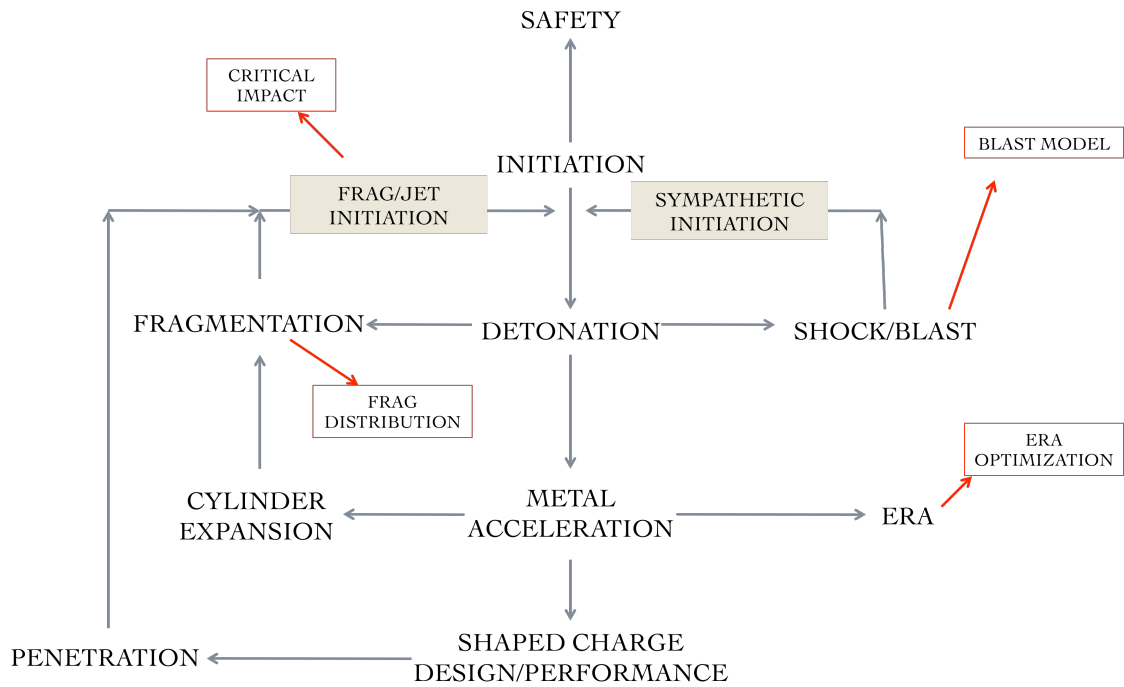 SAFETY
CRITICAL
IMPACT
BLAST MODEL
INITIATION
FRAG/JET
INITIATION
SYMPATHETIC
INITIATION
FRAGMENTATION
DETONATION
SHOCK/BLAST
FRAG
DISTRIBUTION
ERA
OPTIMIZATION
CYLINDER
EXPANSION
METAL
ACCELERATION
ERA
PENETRATION
SHAPED CHARGE
DESIGN/PERFORMANCE